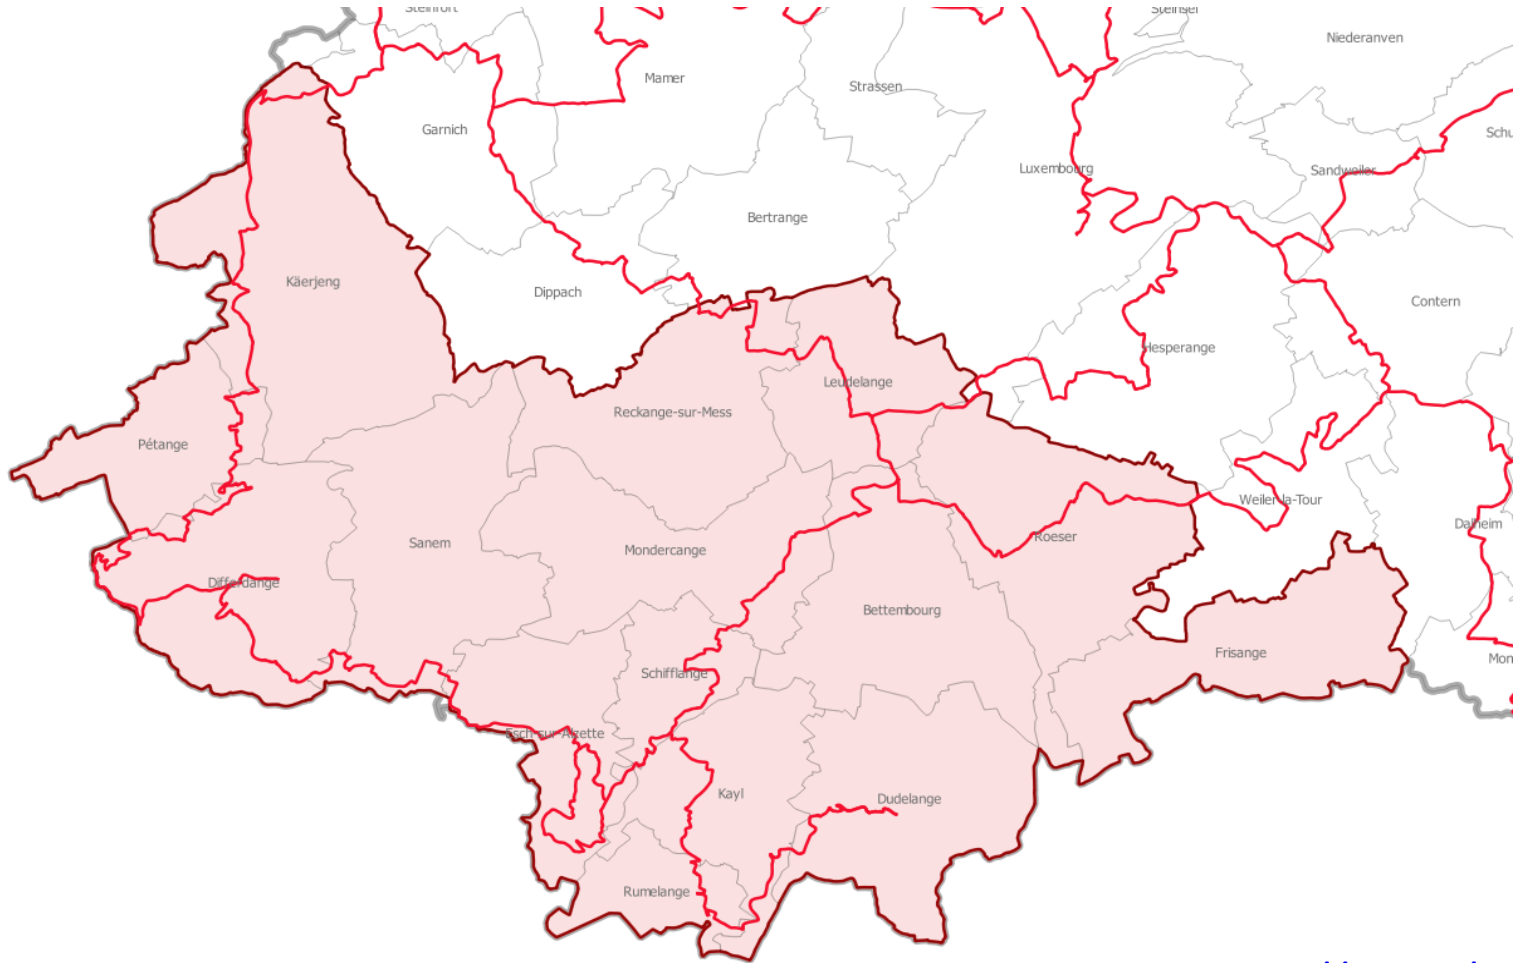 Steinfort
Steinsel
Niederanven
Mamer
Strassen
Garnich
Schu
Luxembourg
Sandweiler
Bertrange
Käerjeng
Dippach
Contern
Hesperange
Leudelange
Reckange-sur-Mess
Pétange
Weiler-la-Tour
Dalheim
Roeser
Sanem
Mondercange
Differdange
Bettembourg
Frisange
Mon
Schifflange
Esch-sur-Alzette
Kayl
Dudelange
Rumelange